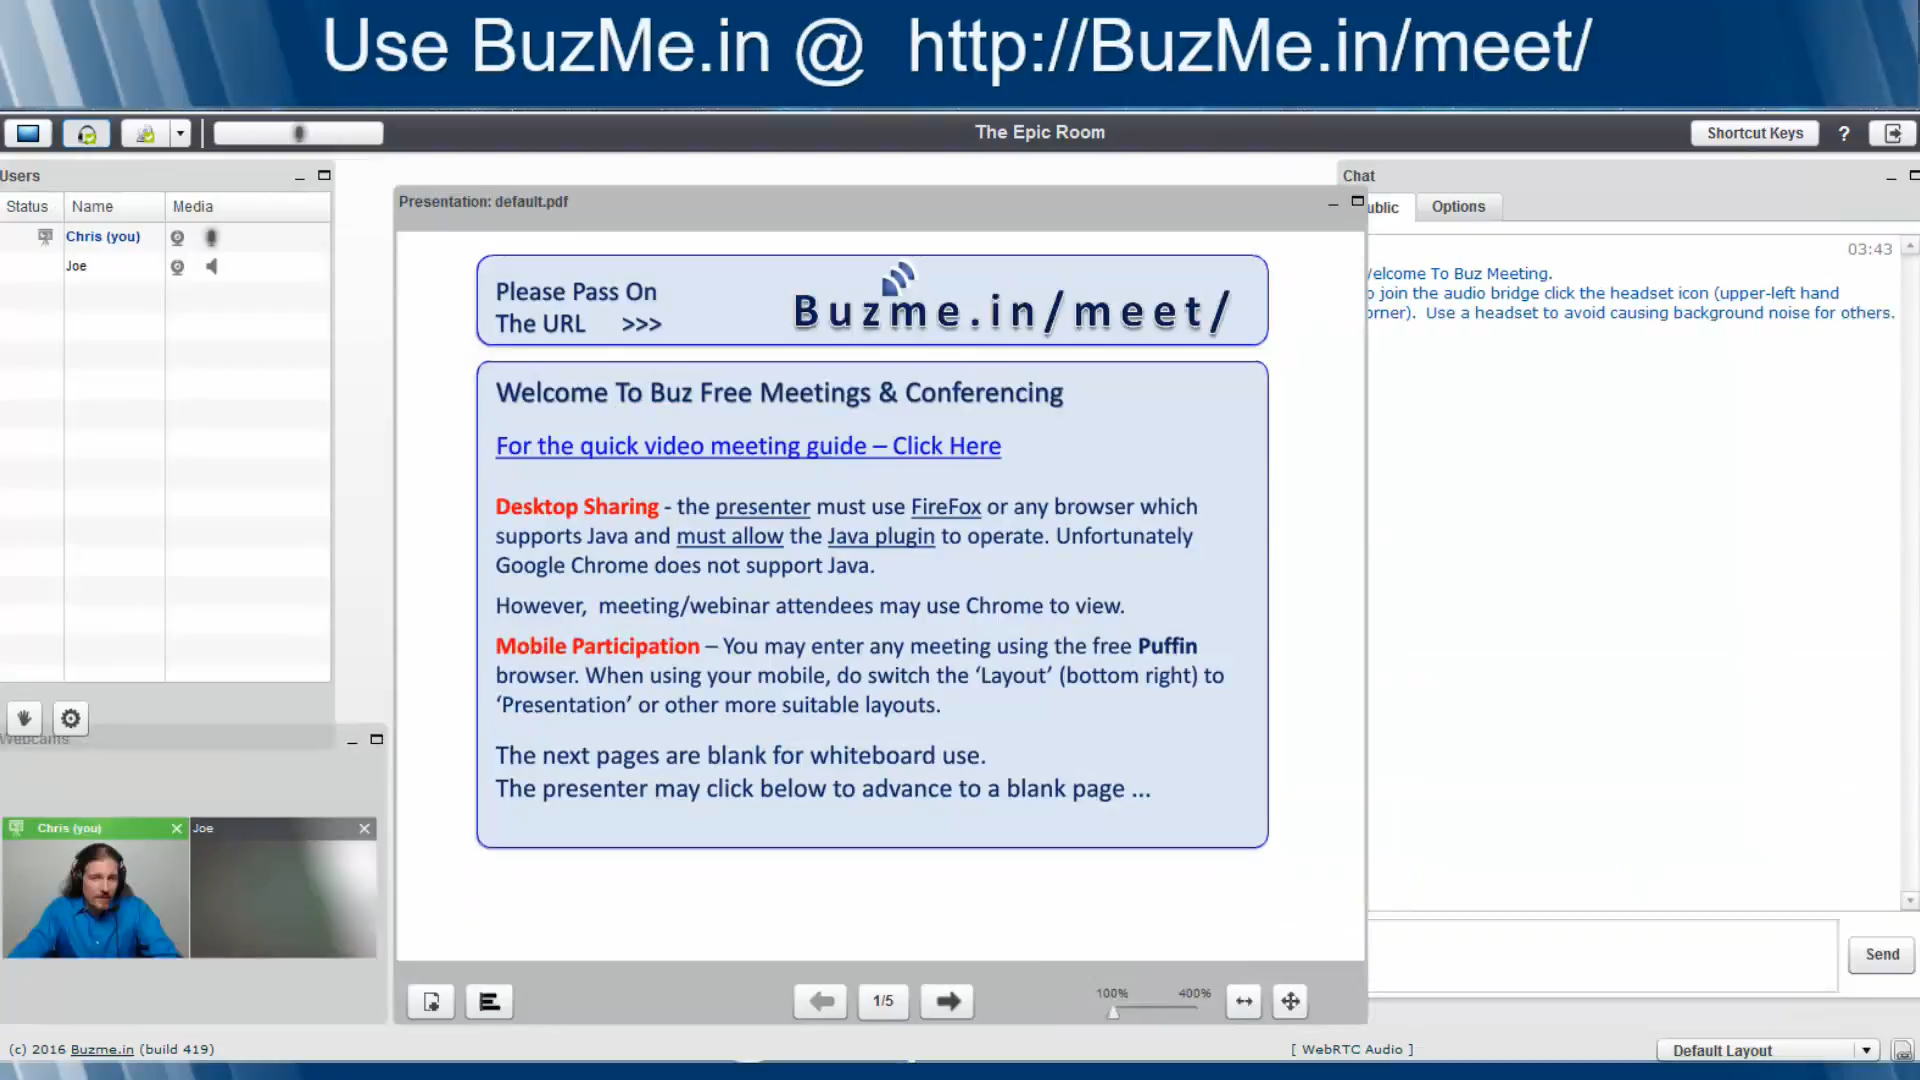 Use BuzMe.in @ http://BuzMe.in/meet/
The Epic Room
Shortcut Keys
?
Users
Status Name Media
Chris (you)
Joe
Webcams
Chris (you)
Joe
Presentation: default.pdf
Please Pass On
The URL >>>
Buzme.in/meet/
Welcome To Buz Free Meetings & Conferencing
For the quick video meeting guide – Click Here
Desktop Sharing - the presenter must use FireFox or any browser which
supports Java and must allow the Java plugin to operate. Unfortunately
Google Chrome does not support Java.
However, meeting/webinar attendees may use Chrome to view.
Mobile Participation – You may enter any meeting using the free Puffin
browser. When using your mobile, do switch the ‘Layout’ (bottom right) to
‘Presentation’ or other more suitable layouts.
The next pages are blank for whiteboard use.
The presenter may click below to advance to a blank page ...
1/5
100% 400%
Chat
ublic Options
03:43
elcome To Buz Meeting.
o join the audio bridge click the headset icon (upper-left hand
orner). Use a headset to avoid causing background noise for others.
Send
(c) 2016 Buzme.in (build 419)
[ WebRTC Audio ]
Default Layout